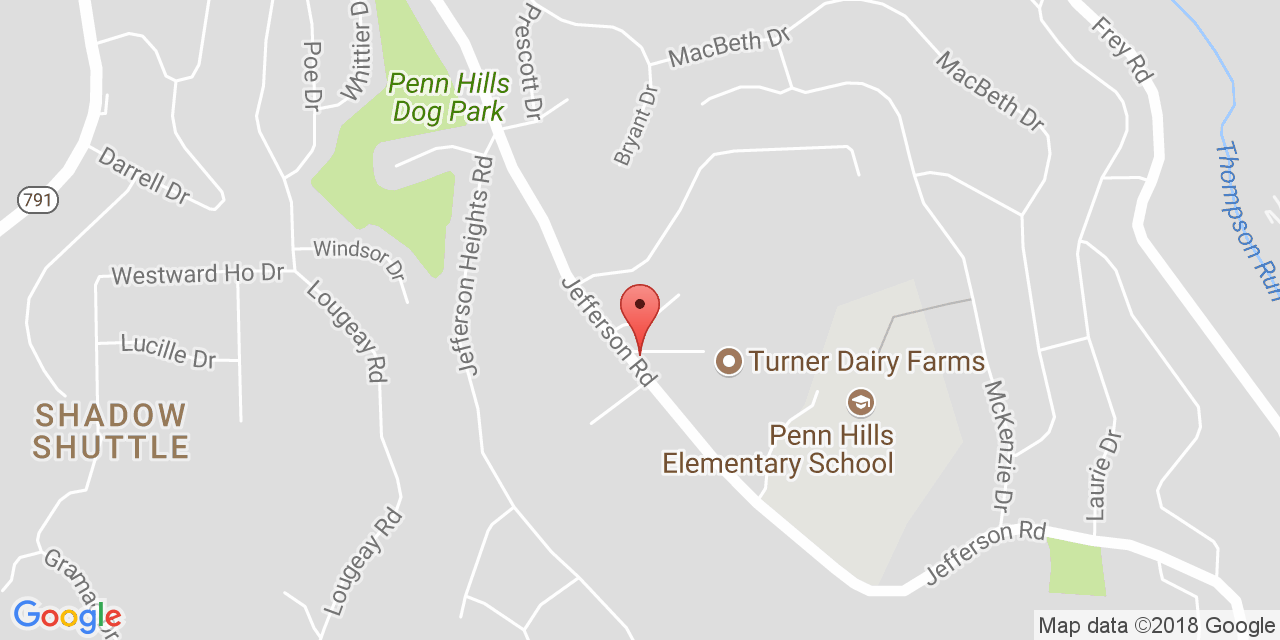 Poe Dr
Whittier D
Prescott Dr
MacBeth Dr
Frey Rd
Penn Hills
Dog Park
Bryant Dr
MacBeth Dr
Darrell Dr
791
Thompson Run
Windsor Dr
Westward Ho Dr
Jefferson Heights Rd
Lougeay Rd
Jefferson Rd
Lucille Dr
Turner Dairy Farms
SHADOW
SHUTTLE
Penn Hills
Elementary School
McKenzie Dr
Laurie Dr
Lougeay Rd
Jefferson Rd
Grama Dr
Google
Map data ©2018 Google